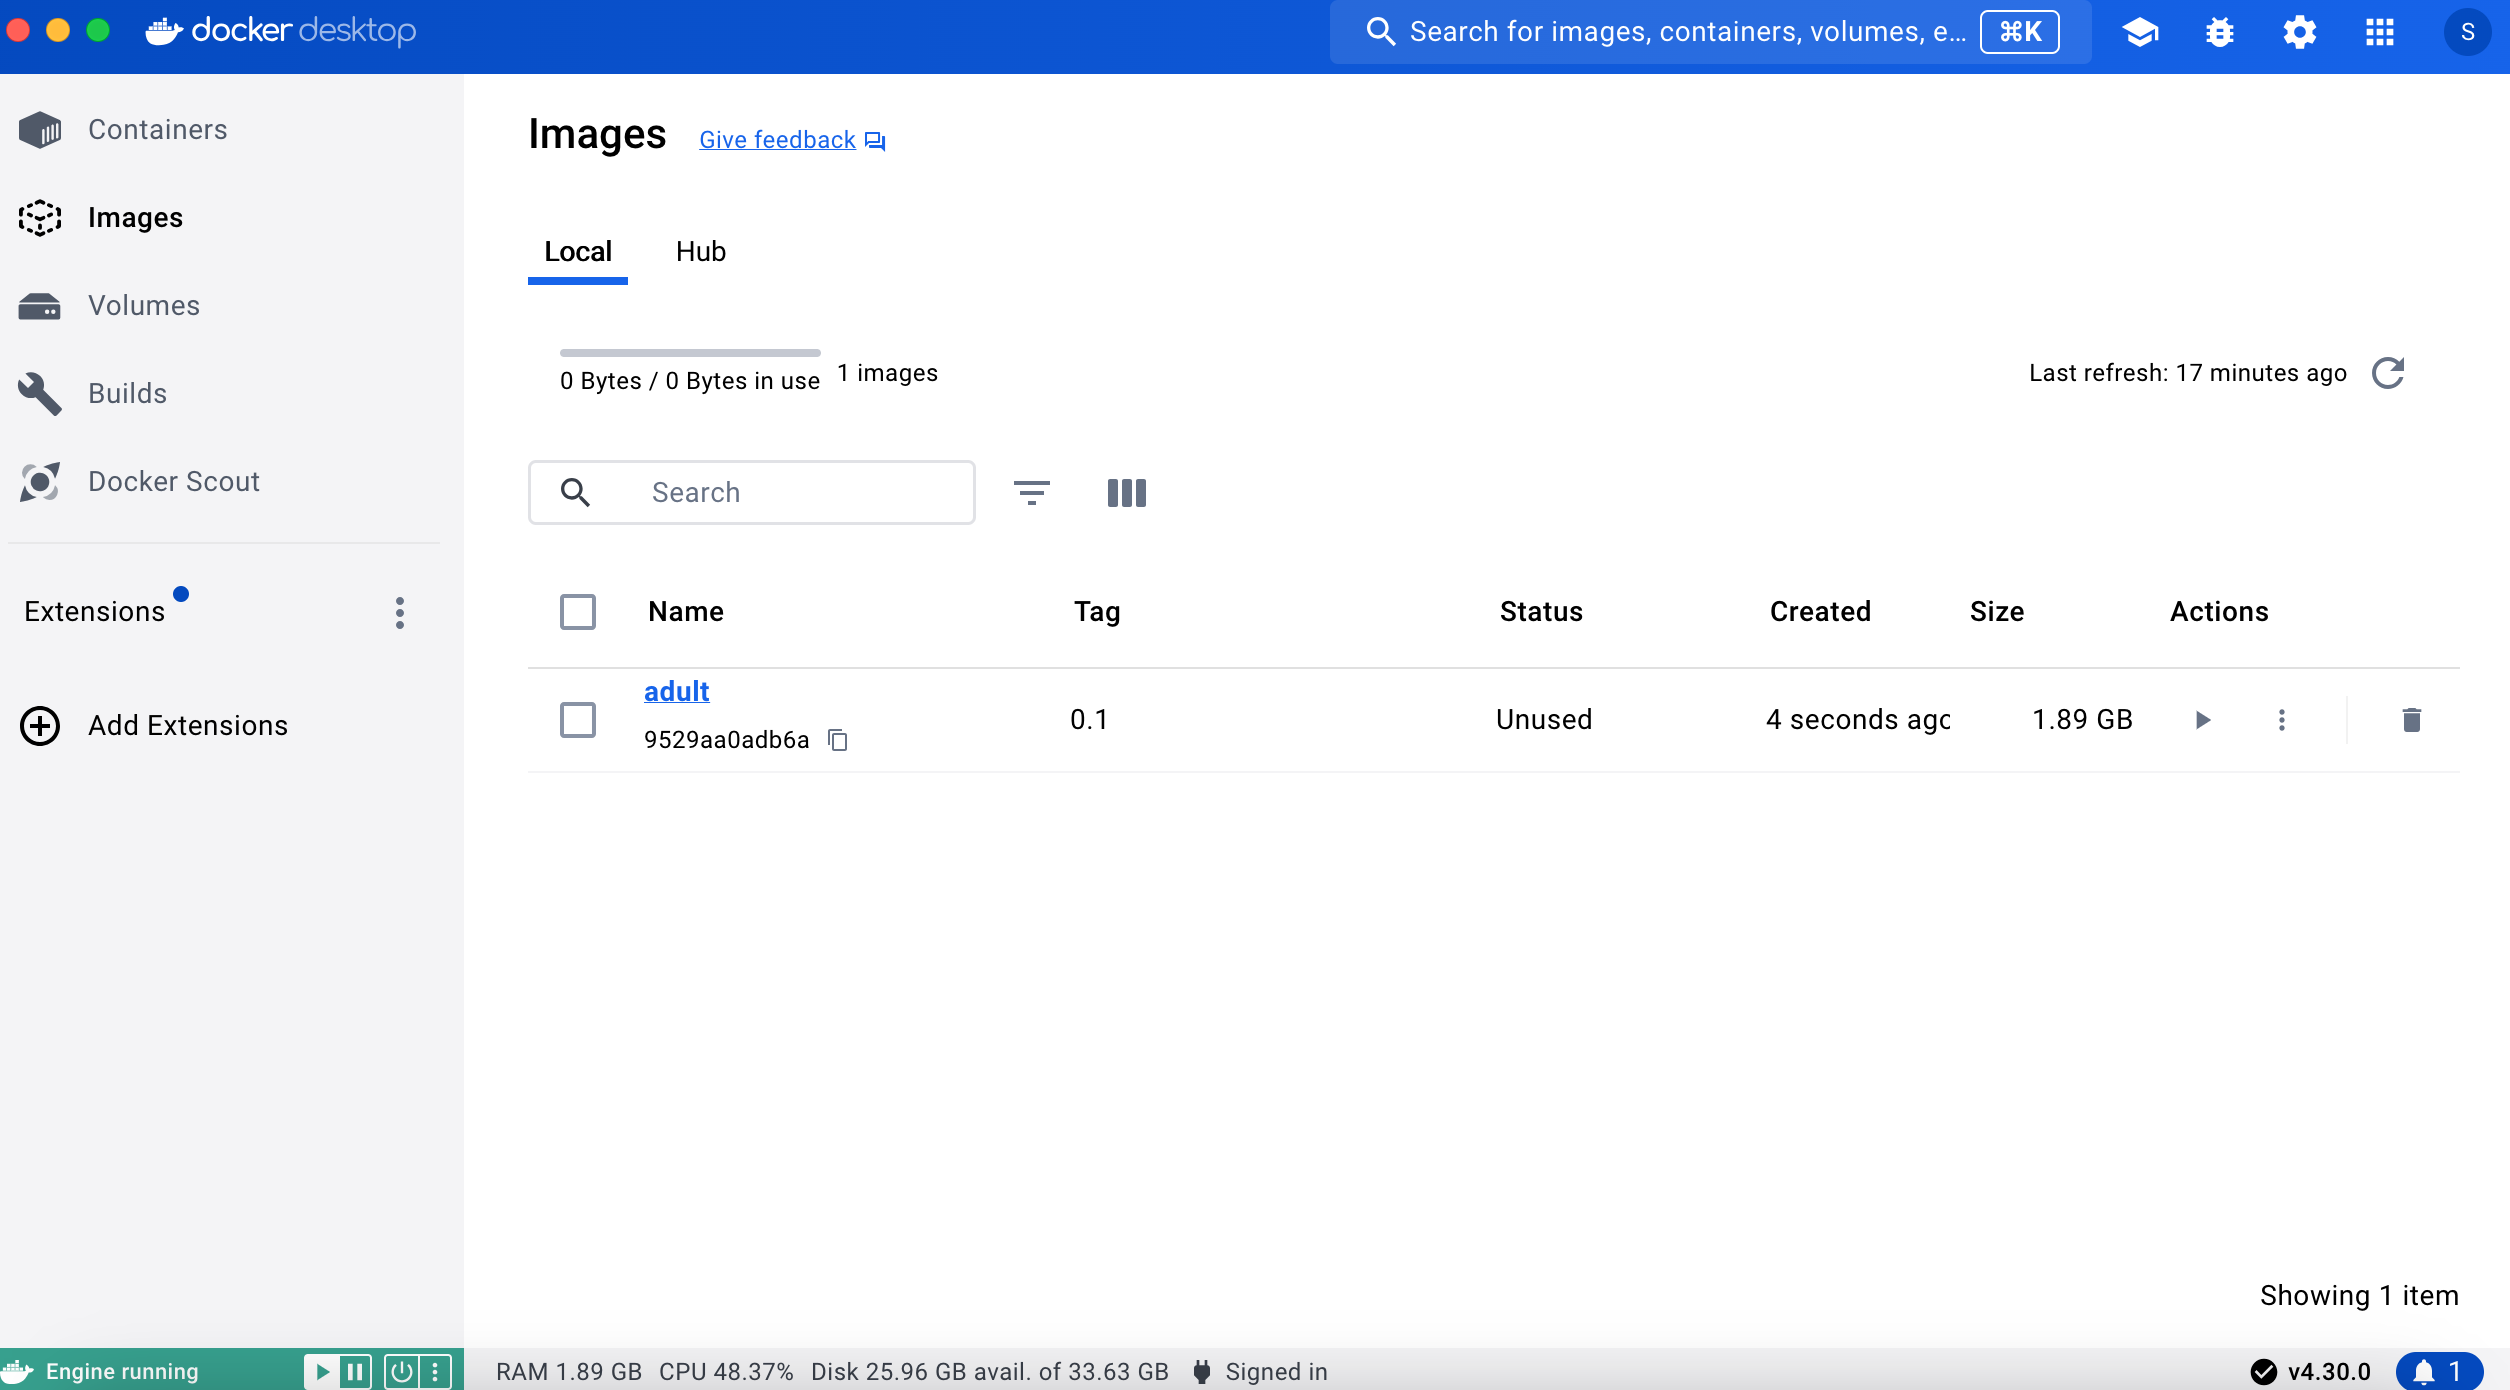 docker desktop
Search for images, containers, volumes, e... ⌘K
S
Containers
Images
Volumes
Builds
Docker Scout
Extensions
Add Extensions
Images Give feedback
Local Hub
0 Bytes / 0 Bytes in use 1 images
Last refresh: 17 minutes ago
Search
Name Tag Status Created Size Actions
adult
9529aa0adb6a
0.1 Unused 4 seconds ago 1.89 GB
Showing 1 item
Engine running
RAM 1.89 GB CPU 48.37% Disk 25.96 GB avail. of 33.63 GB Signed in
v4.30.0 1